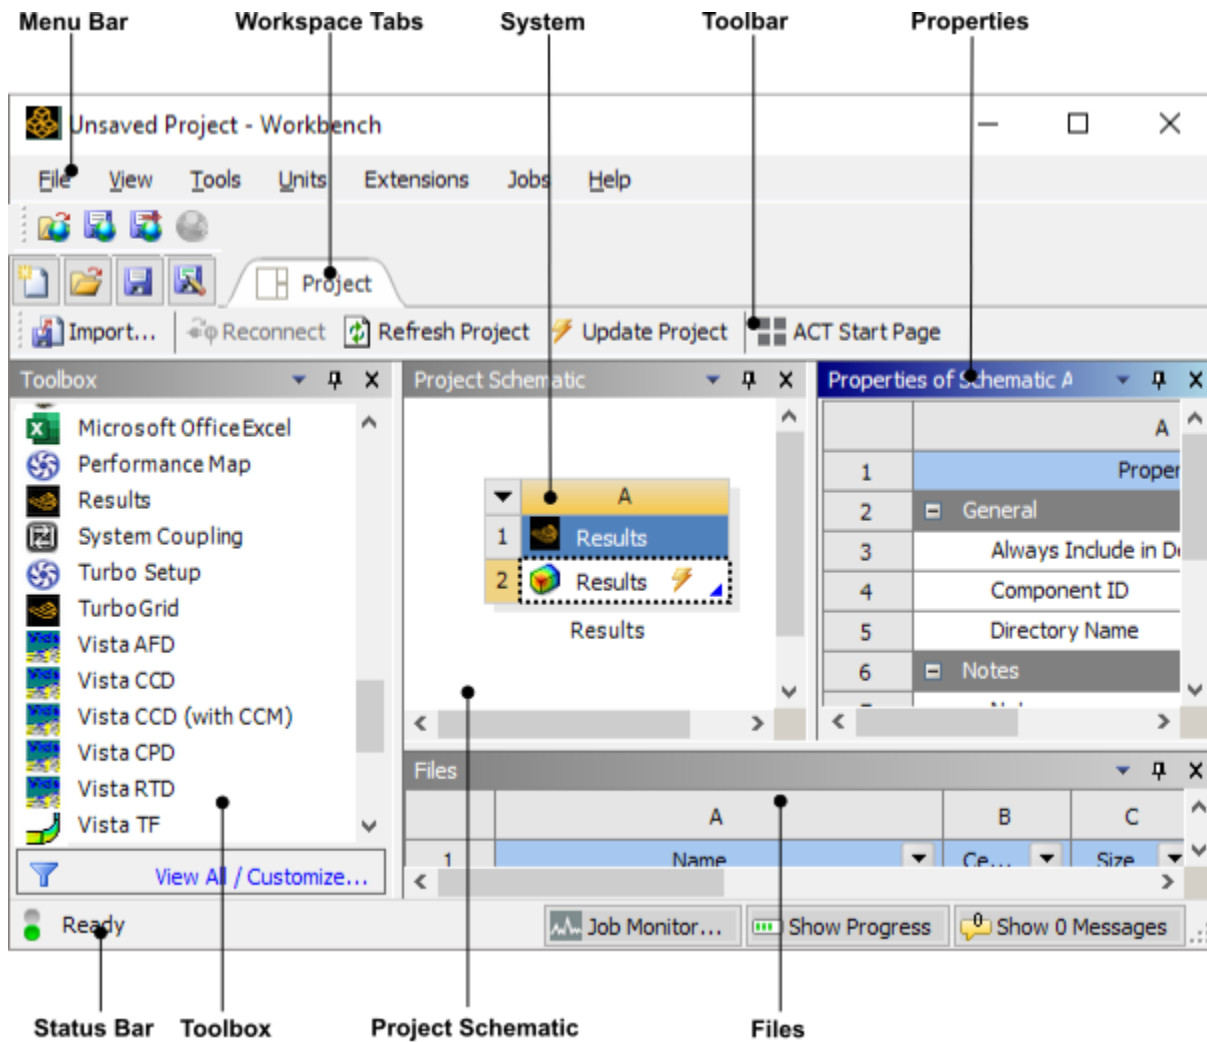 Menu Bar Workspace Tabs System Toolbar Properties
Unsaved Project - Workbench
File View Tools Units Extensions Jobs Help
Project
Import... Reconnect Refresh Project Update Project ACT Start Page
Toolbox
Microsoft Office Excel
Performance Map
Results
System Coupling
Turbo Setup
TurboGrid
Vista AFD
Vista CCD
Vista CCD (with CCM)
Vista CPD
Vista RTD
Vista TF
View All / Customize...
Project Schematic
A
1 Results
2 Results
Results
Properties of Schematic A
A
1 Proper
2 General
3 Always Include in D
4 Component ID
5 Directory Name
6 Notes
Files
A B C
1 Name Ce... Size
Ready Job Monitor... Show Progress 0 Show 0 Messages
Status Bar Toolbox Project Schematic Files